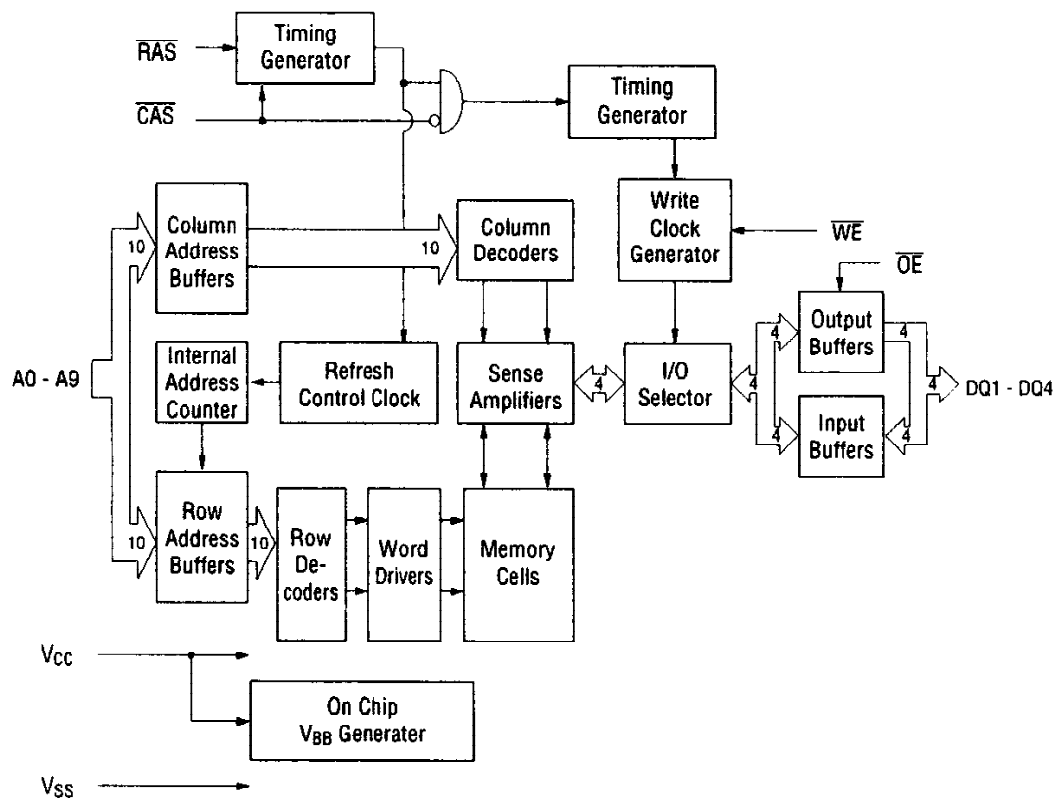 RAS
Timing
Generator
CAS
Timing
Generator
Column
Address
Buffers
10
10
Column
Decoders
Write
Clock
Generator
WE
OE
A0 - A9
Internal
Address
Counter
Refresh
Control Clock
Sense
Amplifiers
4
I/O
Selector
4
4
4
Output
Buffers
4
4
DQ1 - DQ4
4
Input
Buffers
4
10
Row
Address
Buffers
10
Row
De-
coders
Word
Drivers
Memory
Cells
VCC
On Chip
VBB Generater
VSS